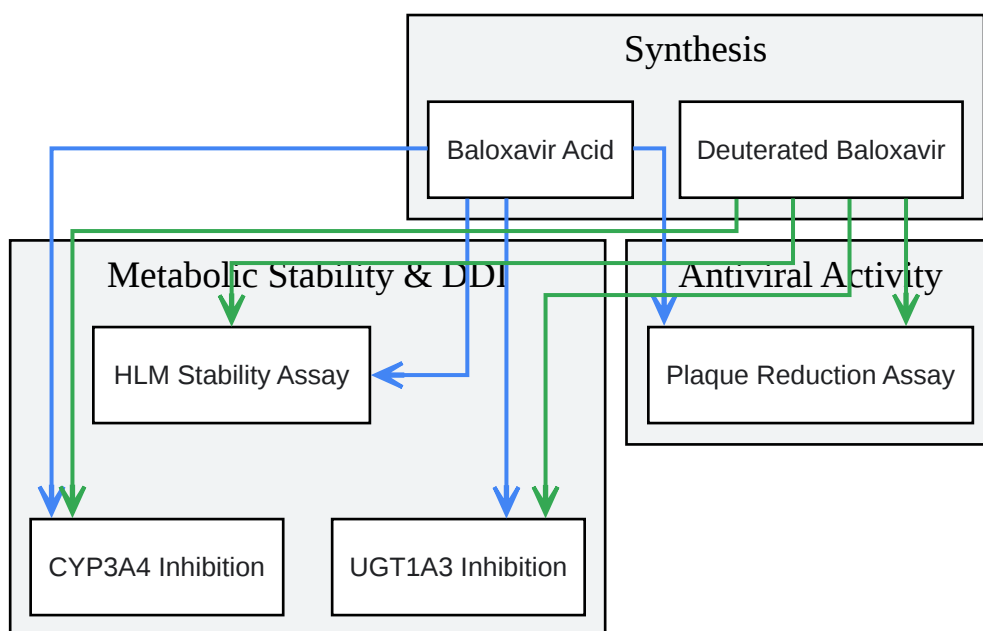 Synthesis
Baloxavir Acid
Deuterated Baloxavir
Metabolic Stability & DDI
Antiviral Activity
HLM Stability Assay
Plaque Reduction Assay
CYP3A4 Inhibition
UGT1A3 Inhibition